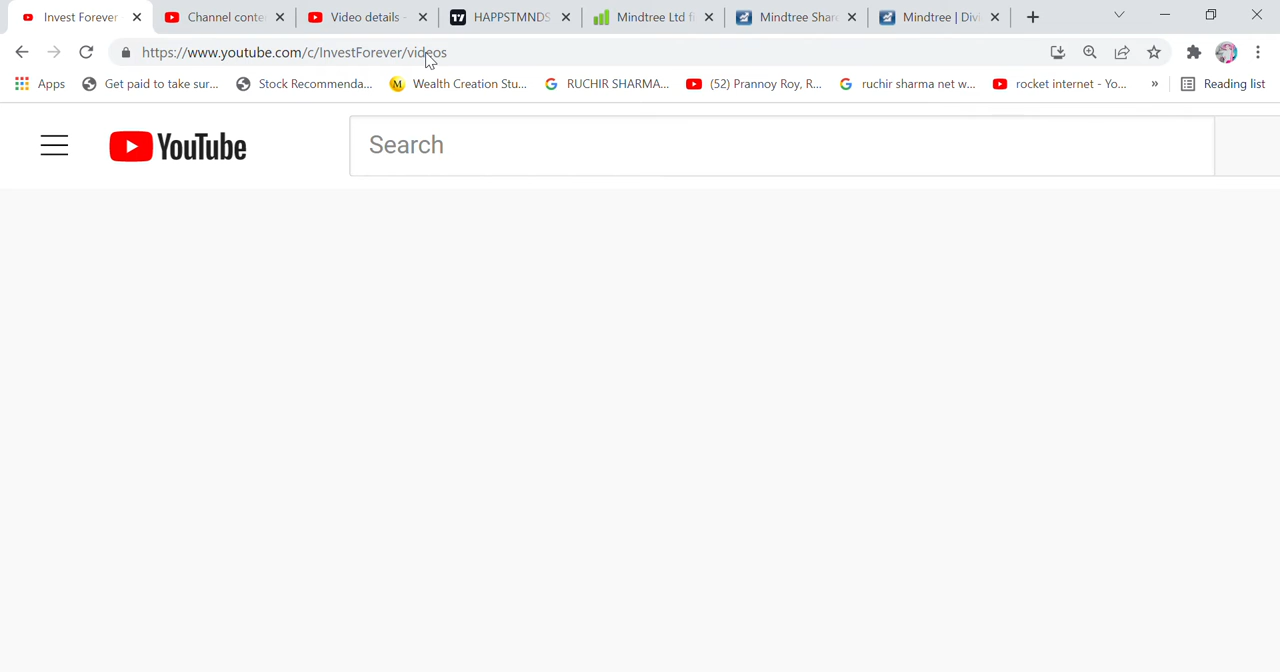 Invest Forever Channel conte Video details - HAPPSTMNDS Mindtree Ltd fi Mindtree Shar Mindtree | Divi
https://www.youtube.com/c/InvestForever/videos
Apps Get paid to take sur... Stock Recommenda... M Wealth Creation Stu... RUCHIR SHARMA... (52) Prannoy Roy, R... ruchir sharma net w... rocket internet - Yo... » Reading list
YouTube Search